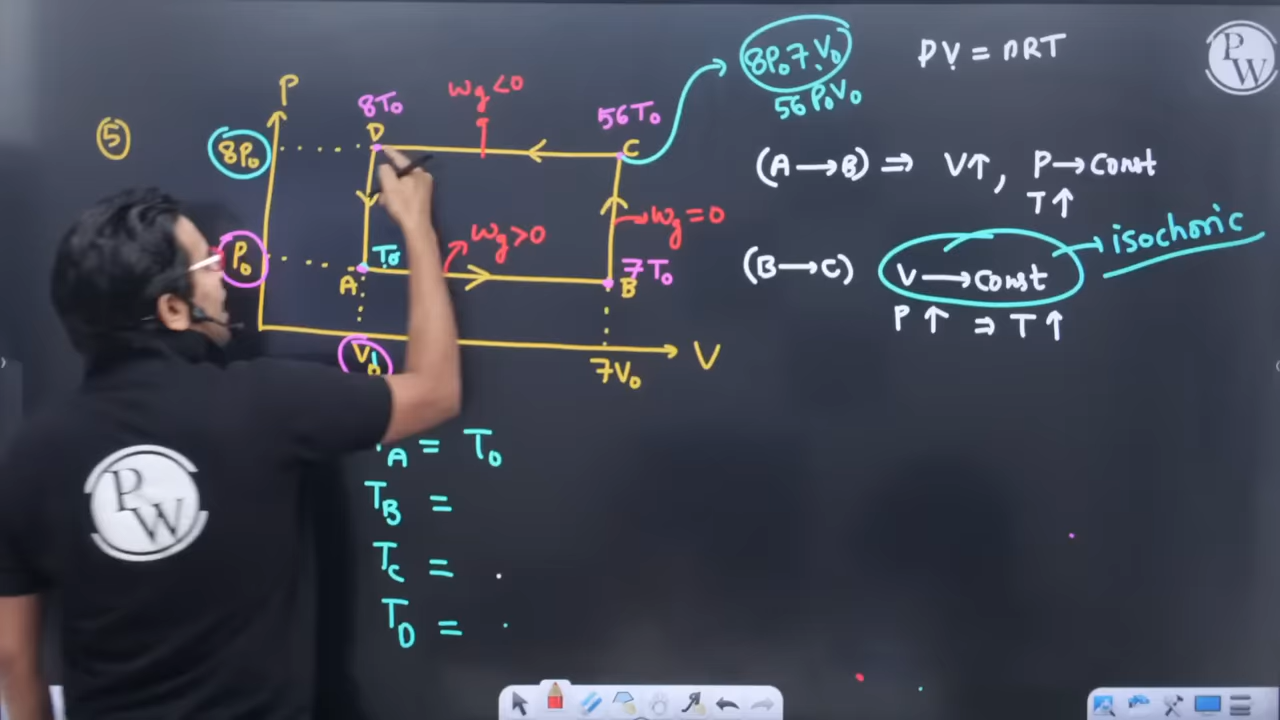 5
P
8P₀
P₀
8T₀
D
Wg<0
56T₀
C
T₀
A
Wg>0
Wg=0
7T₀
B
7V₀
V
8P₀7V₀
56P₀V₀
PV = nRT
PW
(A→B) ⇒ V↑, P→Const
T↑
(B→C) V→Const → isochoric
P↑ ⇒ T↑
A = T₀
T_B =
T_C =
T_D =
PW